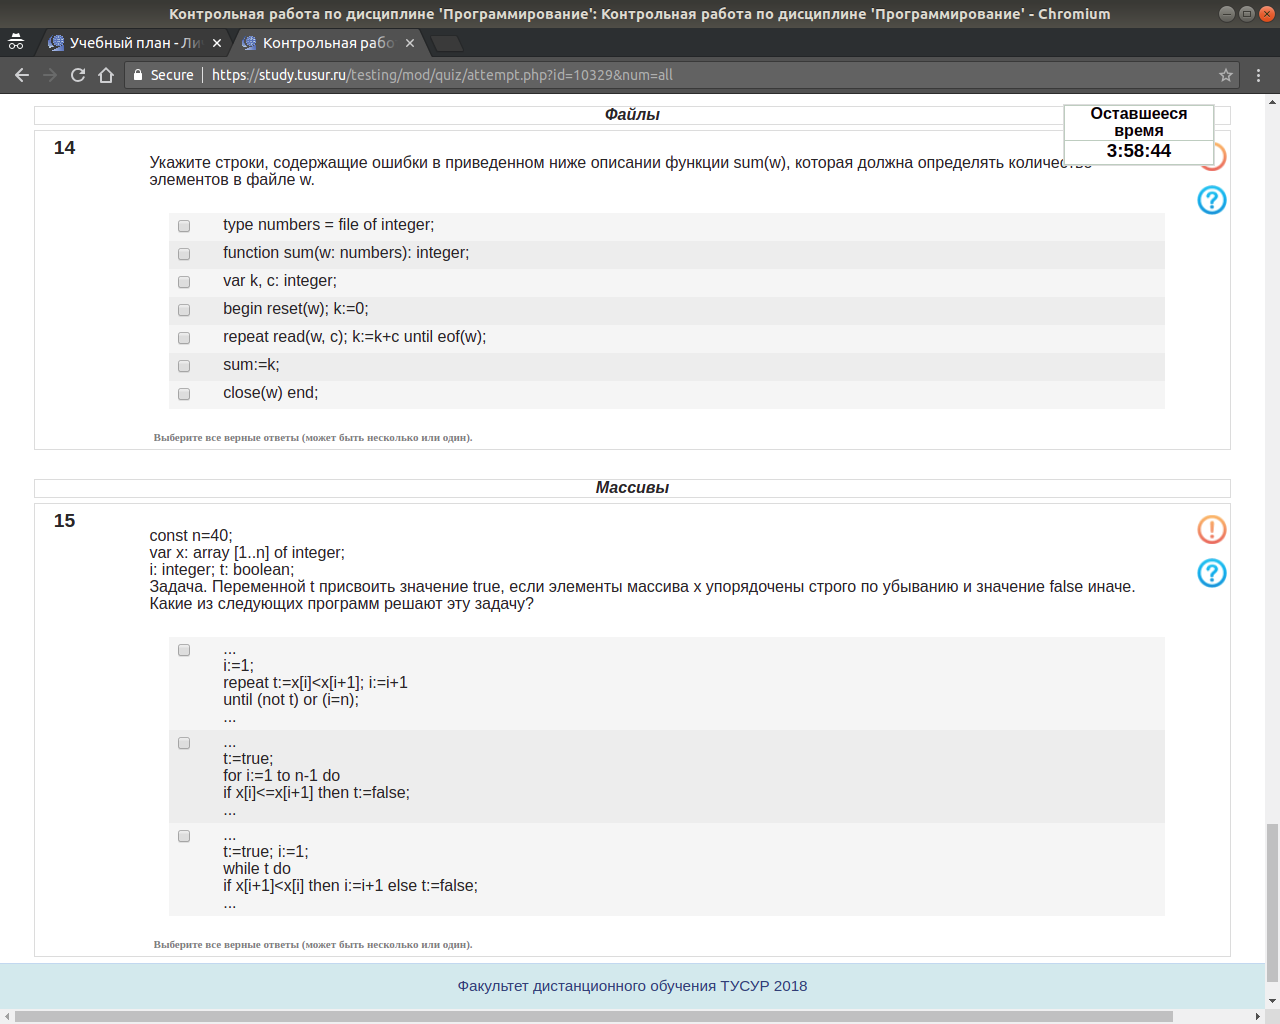 Контрольная работа по дисциплине 'Программирование': Контрольная работа по дисциплине 'Программирование' - Chromium
Учебный план - Ли
Контрольная рабо
Secure https://study.tusur.ru/testing/mod/quiz/attempt.php?id=10329&num=all
Файлы
Оставшееся
время
3:58:44
14
Укажите строки, содержащие ошибки в приведенном ниже описании функции sum(w), которая должна определять количество
элементов в файле w.
type numbers = file of integer;
function sum(w: numbers): integer;
var k, c: integer;
begin reset(w); k:=0;
repeat read(w, c); k:=k+c until eof(w);
sum:=k;
close(w) end;
Выберите все верные ответы (может быть несколько или один).
Массивы
15
const n=40;
var x: array [1..n] of integer;
i: integer; t: boolean;
Задача. Переменной t присвоить значение true, если элементы массива x упорядочены строго по убыванию и значение false иначе.
Какие из следующих программ решают эту задачу?
...
i:=1;
repeat t:=x[i]<x[i+1]; i:=i+1
until (not t) or (i=n);
...
...
t:=true;
for i:=1 to n-1 do
if x[i]<=x[i+1] then t:=false;
...
...
t:=true; i:=1;
while t do
if x[i+1]<x[i] then i:=i+1 else t:=false;
...
Выберите все верные ответы (может быть несколько или один).
Факультет дистанционного обучения ТУСУР 2018